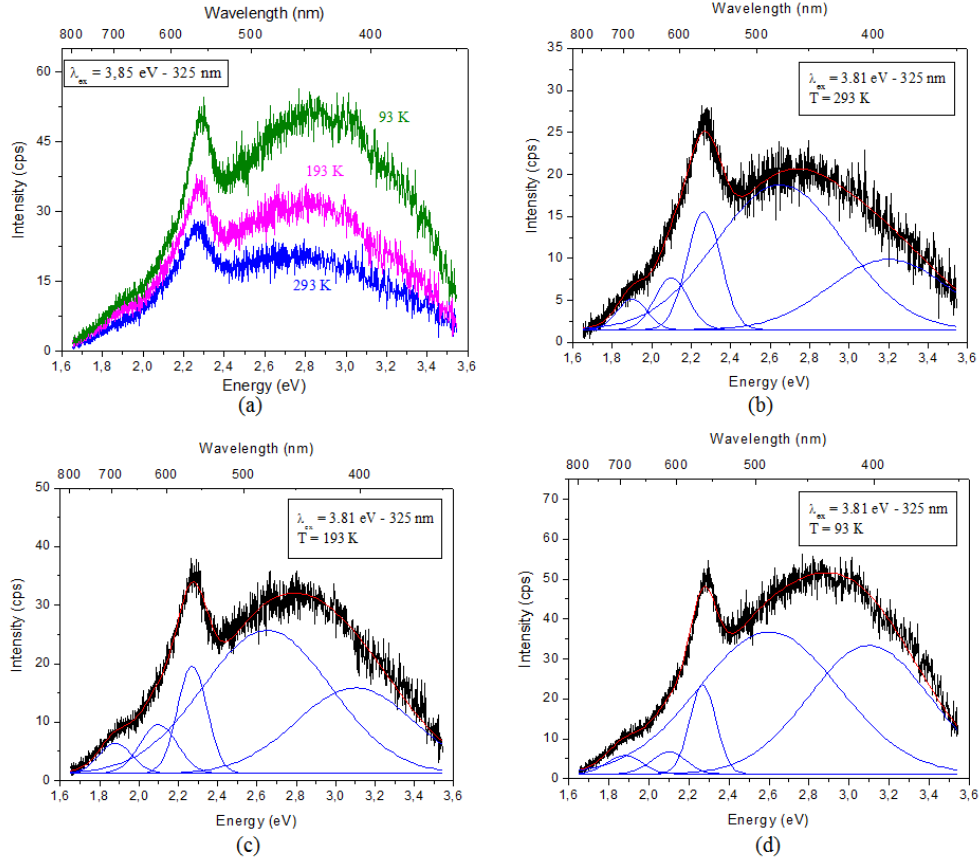 Wavelength (nm)
800 700 600 500 400
λex = 3,85 eV - 325 nm
93 K
193 K
293 K
Intensity (cps)
60
45
30
15
0
1,6 1,8 2,0 2,2 2,4 2,6 2,8 3,0 3,2 3,4 3,6
Energy (eV)
(a)
Wavelength (nm)
800 700 600 500 400
λex = 3.81 eV - 325 nm
T = 293 K
Intensity (cps)
35
30
25
20
15
10
5
0
1,6 1,8 2,0 2,2 2,4 2,6 2,8 3,0 3,2 3,4 3,6
Energy (eV)
(b)
Wavelength (nm)
800 700 600 500 400
λex = 3.81 eV - 325 nm
T = 193 K
Intensity (cps)
50
40
30
20
10
0
1,6 1,8 2,0 2,2 2,4 2,6 2,8 3,0 3,2 3,4 3,6
Energy (eV)
(c)
Wavelength (nm)
800 700 600 500 400
λex = 3.81 eV - 325 nm
T = 93 K
Intensity (cps)
70
60
50
40
30
20
10
0
1,6 1,8 2,0 2,2 2,4 2,6 2,8 3,0 3,2 3,4 3,6
Energy (eV)
(d)